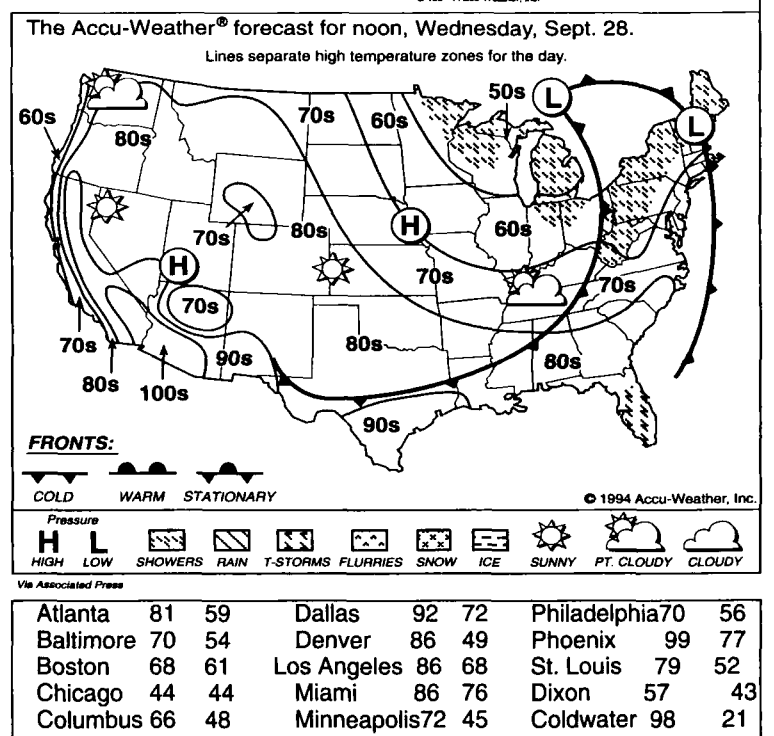 The Accu-Weather® forecast for noon, Wednesday, Sept. 28.
Lines separate high temperature zones for the day.
50s
L
60s
70s
60s
80s
L
70s
80s
H
60s
H
70s
70s
70s
70s
80s
90s
80s
80s
100s
90s
FRONTS:
COLD WARM STATIONARY
© 1994 Accu-Weather, Inc.
Pressure
H L
HIGH LOW SHOWERS RAIN T-STORMS FLURRIES SNOW ICE SUNNY PT. CLOUDY CLOUDY
Via Associated Press
Atlanta 81 59 Dallas 92 72 Philadelphia 70 56
Baltimore 70 54 Denver 86 49 Phoenix 99 77
Boston 68 61 Los Angeles 86 68 St. Louis 79 52
Chicago 44 44 Miami 86 76 Dixon 57 43
Columbus 66 48 Minneapolis 72 45 Coldwater 98 21